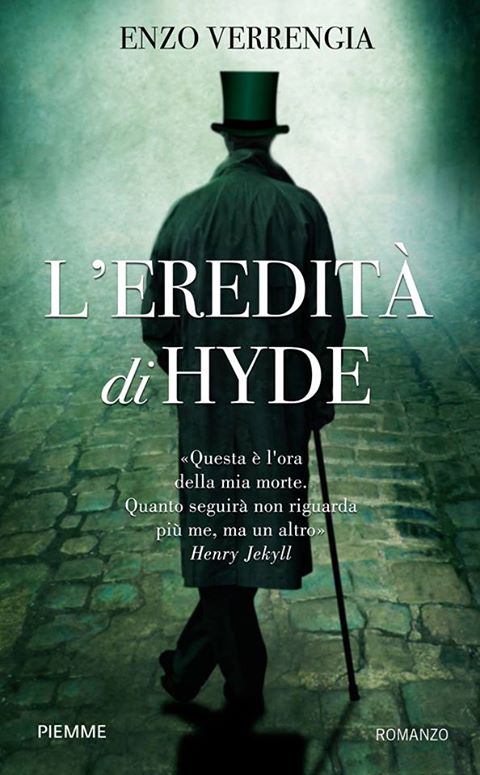 ENZO VERRENGIA
L'EREDITÀ
di HYDE
«Questa è l'ora
della mia morte.
Quanto seguirà non riguarda
più me, ma un altro»
Henry Jekyll
PIEMME
ROMANZO